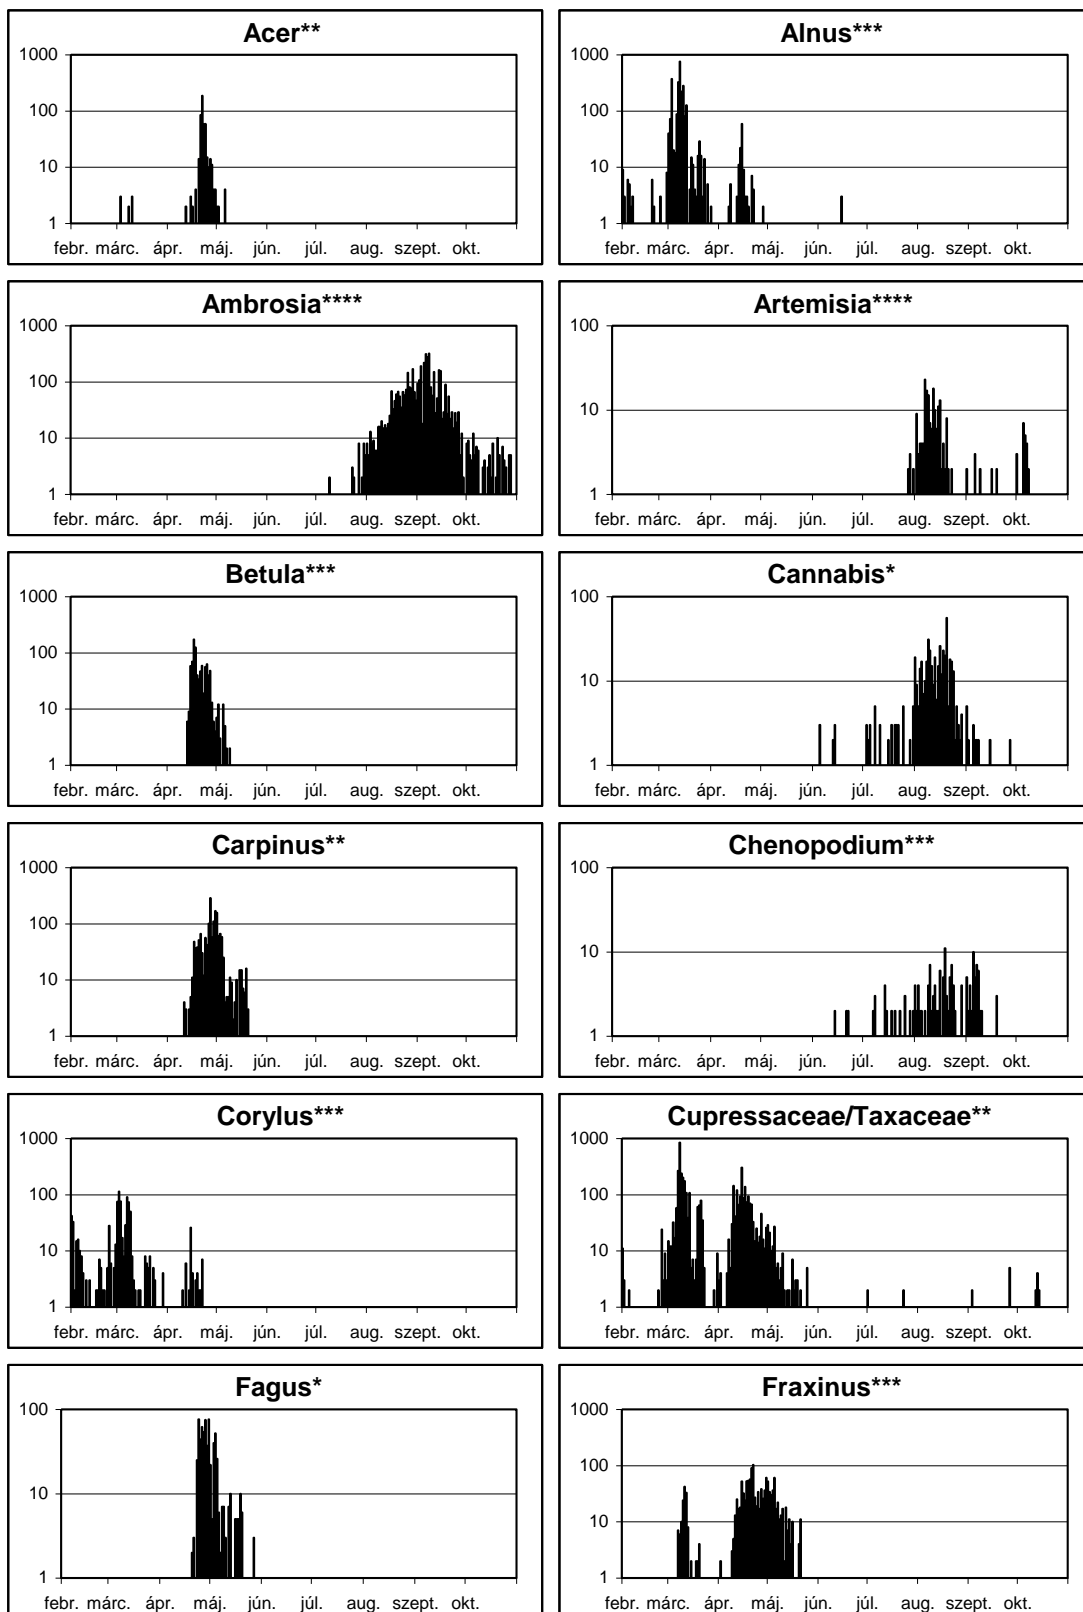 Acer**
1000
100
10
1
febr. márc. ápr. máj. jún. júl. aug. szept. okt.
Alnus***
1000
100
10
1
febr. márc. ápr. máj. jún. júl. aug. szept. okt.
Ambrosia****
1000
100
10
1
febr. márc. ápr. máj. jún. júl. aug. szept. okt.
Artemisia****
100
10
1
febr. márc. ápr. máj. jún. júl. aug. szept. okt.
Betula***
1000
100
10
1
febr. márc. ápr. máj. jún. júl. aug. szept. okt.
Cannabis*
100
10
1
febr. márc. ápr. máj. jún. júl. aug. szept. okt.
Carpinus**
1000
100
10
1
febr. márc. ápr. máj. jún. júl. aug. szept. okt.
Chenopodium***
100
10
1
febr. márc. ápr. máj. jún. júl. aug. szept. okt.
Corylus***
1000
100
10
1
febr. márc. ápr. máj. jún. júl. aug. szept. okt.
Cupressaceae/Taxaceae**
1000
100
10
1
febr. márc. ápr. máj. jún. júl. aug. szept. okt.
Fagus*
100
10
1
febr. márc. ápr. máj. jún. júl. aug. szept. okt.
Fraxinus***
1000
100
10
1
febr. márc. ápr. máj. jún. júl. aug. szept. okt.